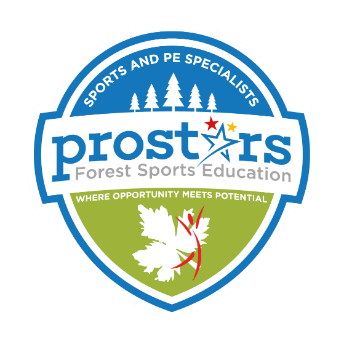 SPORTS AND PE SPECIALISTS
prostars
Forest Sports Education
WHERE OPPORTUNITY MEETS POTENTIAL